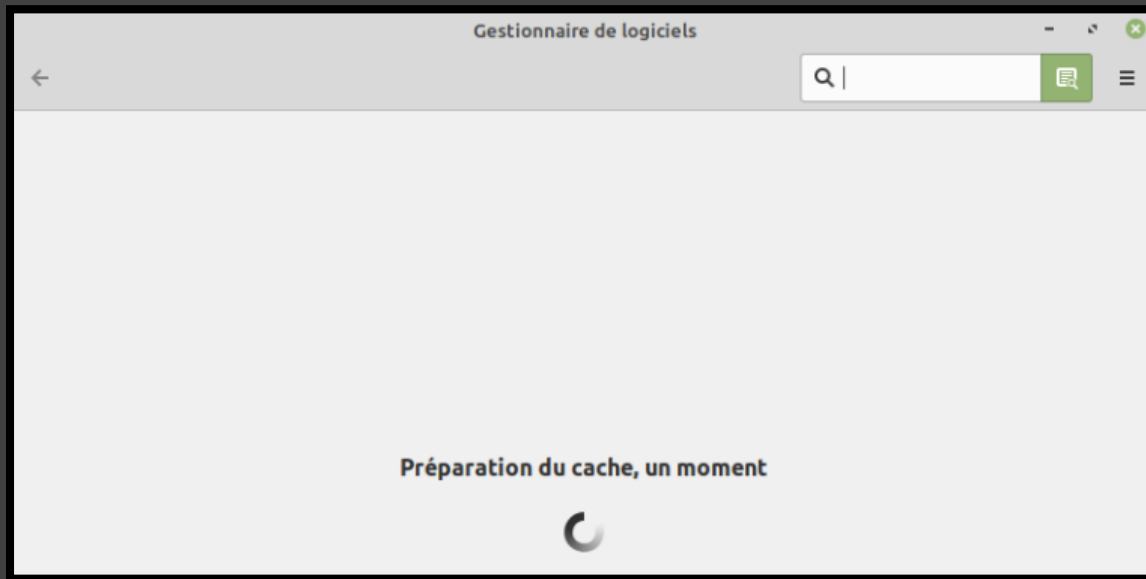 Gestionnaire de logiciels
Préparation du cache, un moment